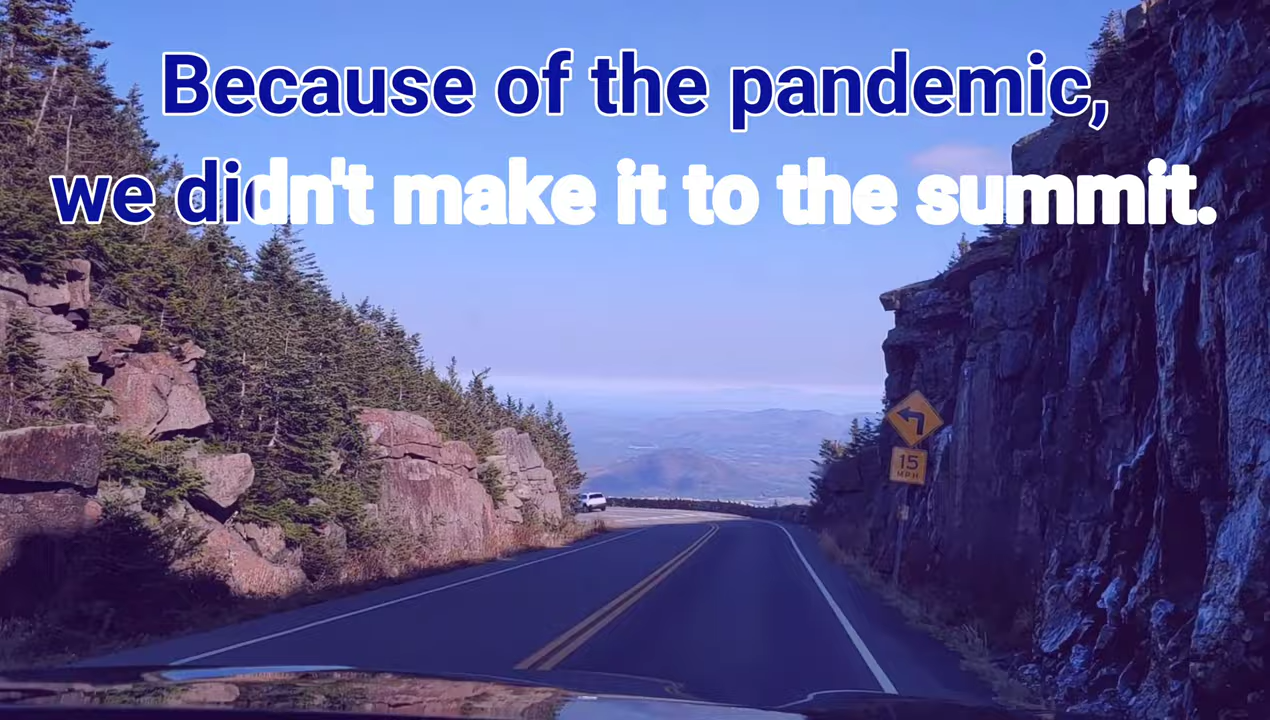 Because of the pandemic,
we didn't make it to the summit.
15
MPH